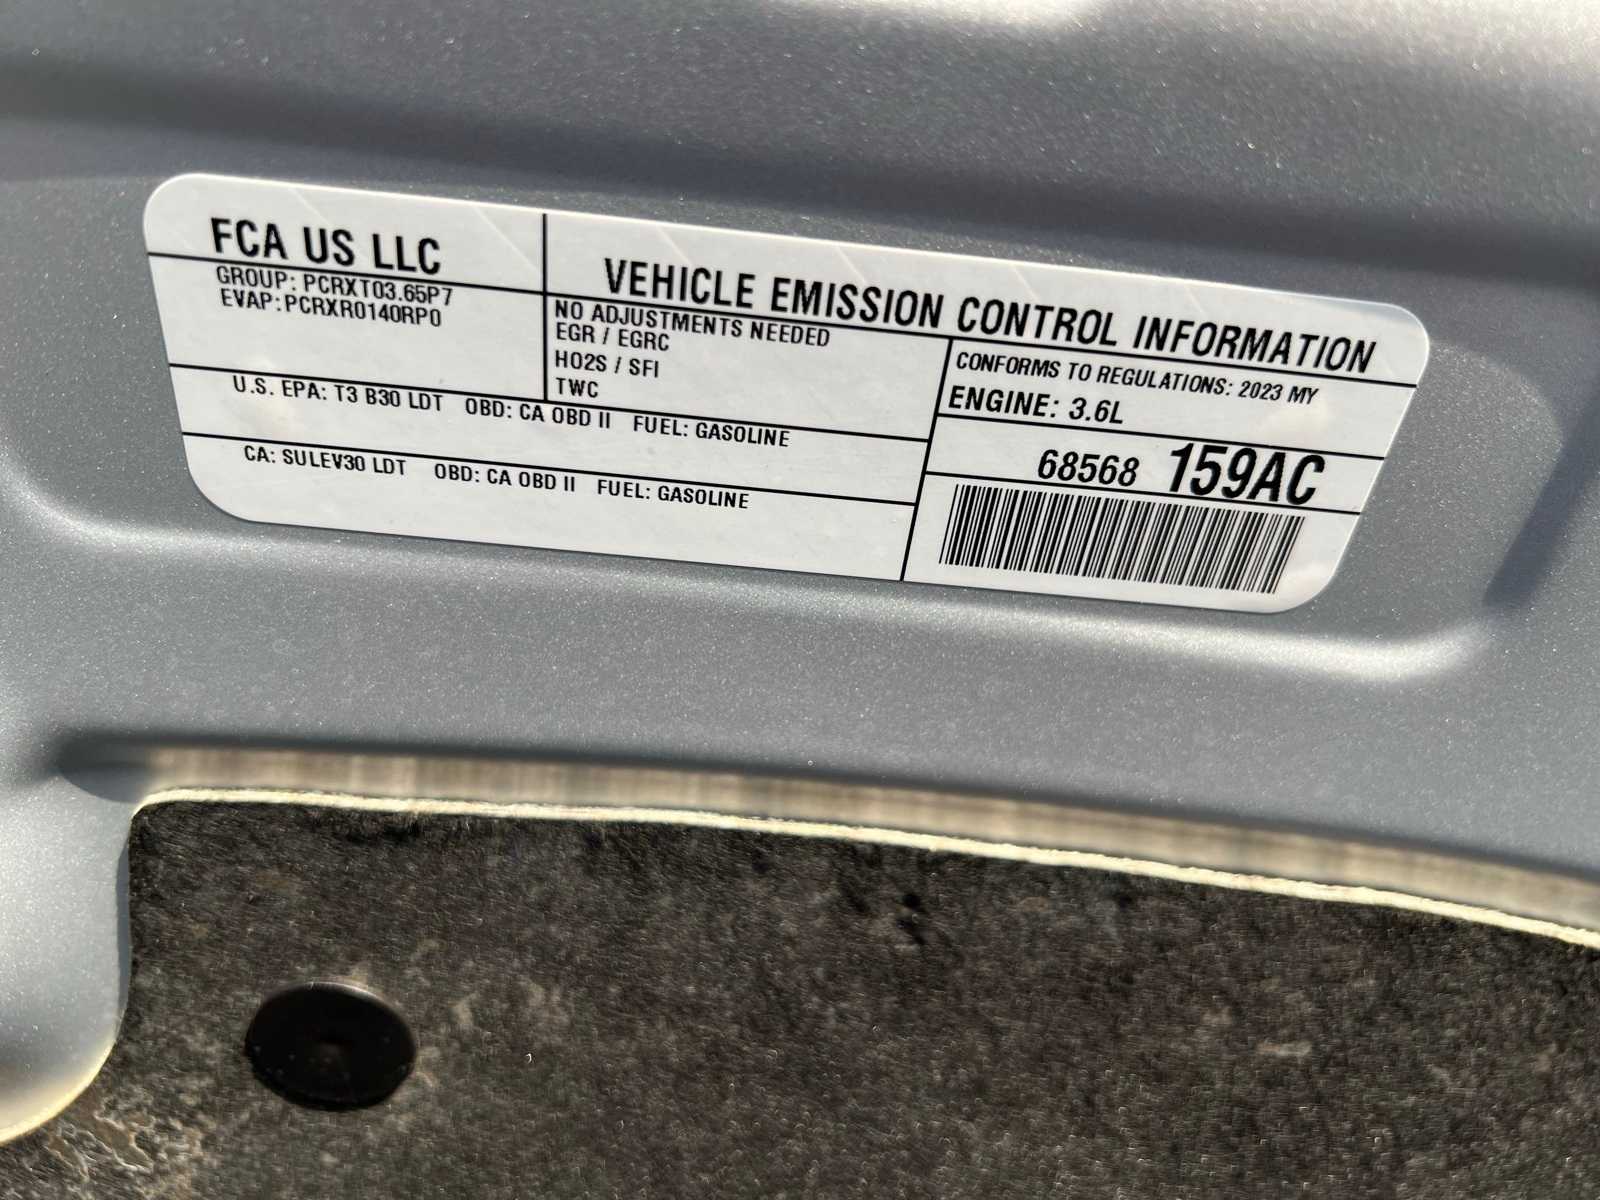 FCA US LLC
VEHICLE EMISSION CONTROL INFORMATION
GROUP: PCRXT03.65P7
EVAP:PCRXR0140RP0
NO ADJUSTMENTS NEEDED
EGR / EGRC
HO2S / SFI
TWC
CONFORMS TO REGULATIONS: 2023 MY
ENGINE: 3.6L
U.S. EPA: T3 B30 LDT OBD: CA OBD II FUEL: GASOLINE
CA: SULEV30 LDT OBD: CA OBD II FUEL: GASOLINE
68568 159AC